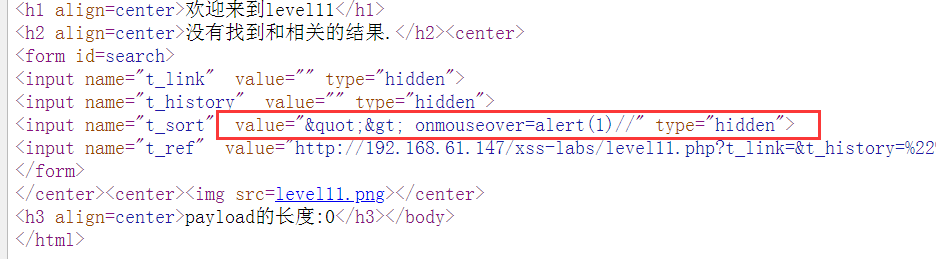 <h1 align=center>欢迎来到level11</h1>
<h2 align=center>没有找到和相关的结果.</h2><center>
<form id=search>
<input name="t_link"  value="" type="hidden">
<input name="t_history"  value="" type="hidden">
<input name="t_sort"  value="&quot;&gt; onmouseover=alert(1)//" type="hidden">
<input name="t_ref"  value="http://192.168.61.147/xss-labs/level11.php?t_link=&t_history=%22
</form>
</center><center><img src=level11.png></center>
<h3 align=center>payload的长度:0</h3></body>
</html>